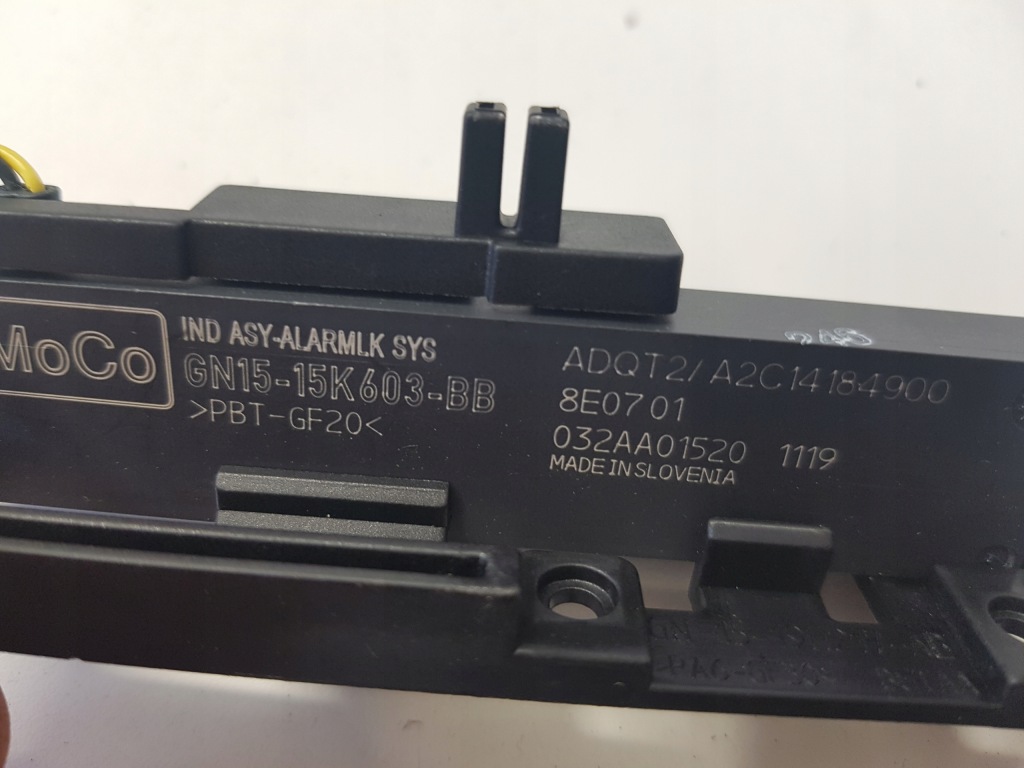 MoCo
IND ASY-ALARMLK SYS
GN15-15K603-BB
>PBT-GF20<
ADQT2/A2C14184900
8E0701
032AA01520 1119
MADE IN SLOVENIA